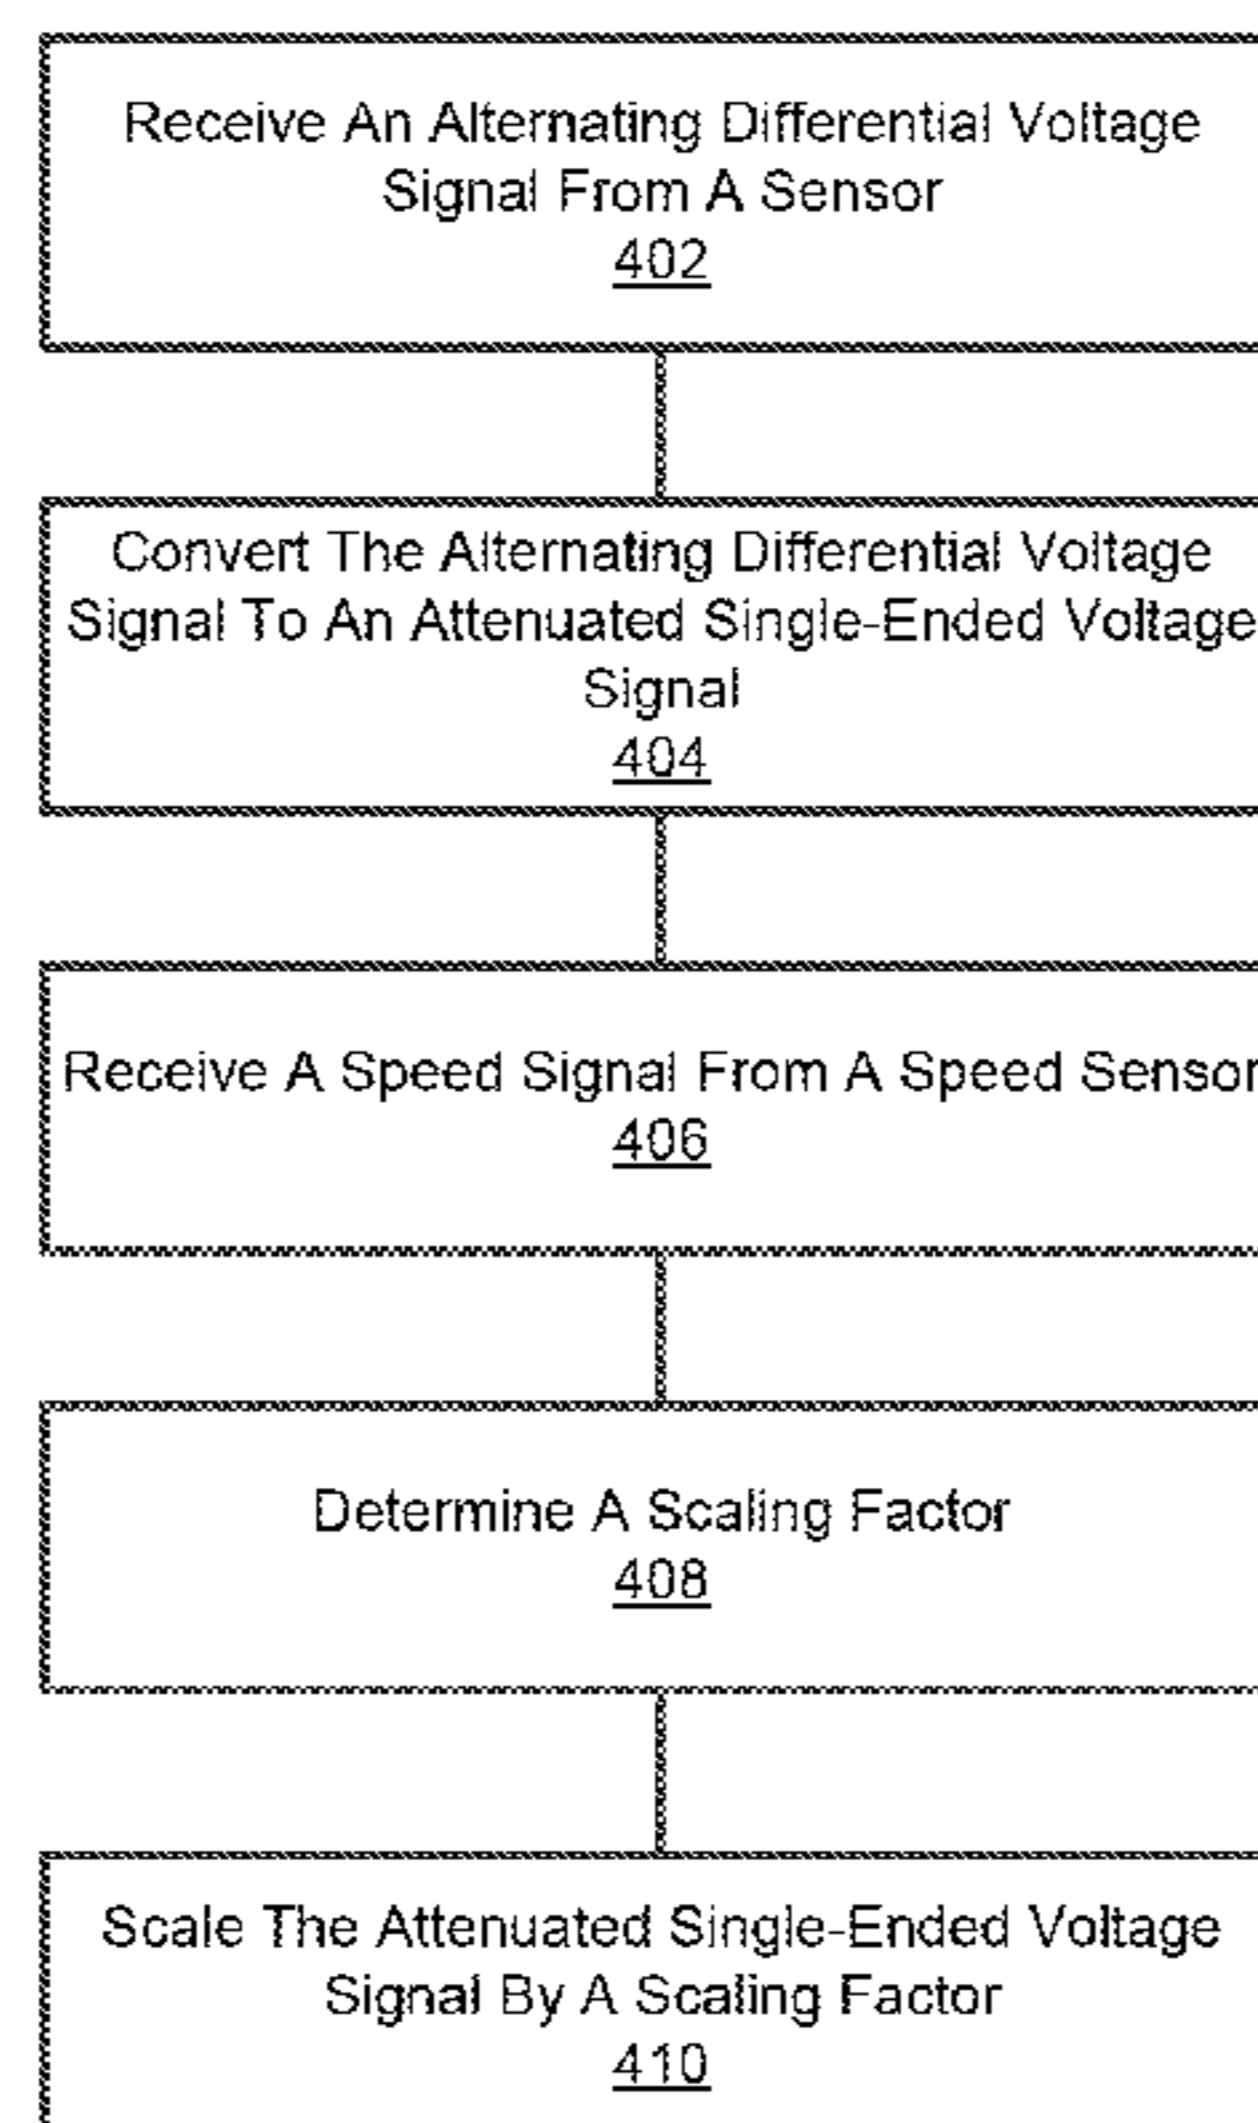 Receive An Alternating Differential Voltage
Signal From A Sensor
402
Convert The Alternating Differential Voltage
Signal To An Attenuated Single-Ended Voltage
Signal
404
Receive A Speed Signal From A Speed Sensor
406
Determine A Scaling Factor
408
Scale The Attenuated Single-Ended Voltage
Signal By A Scaling Factor
410